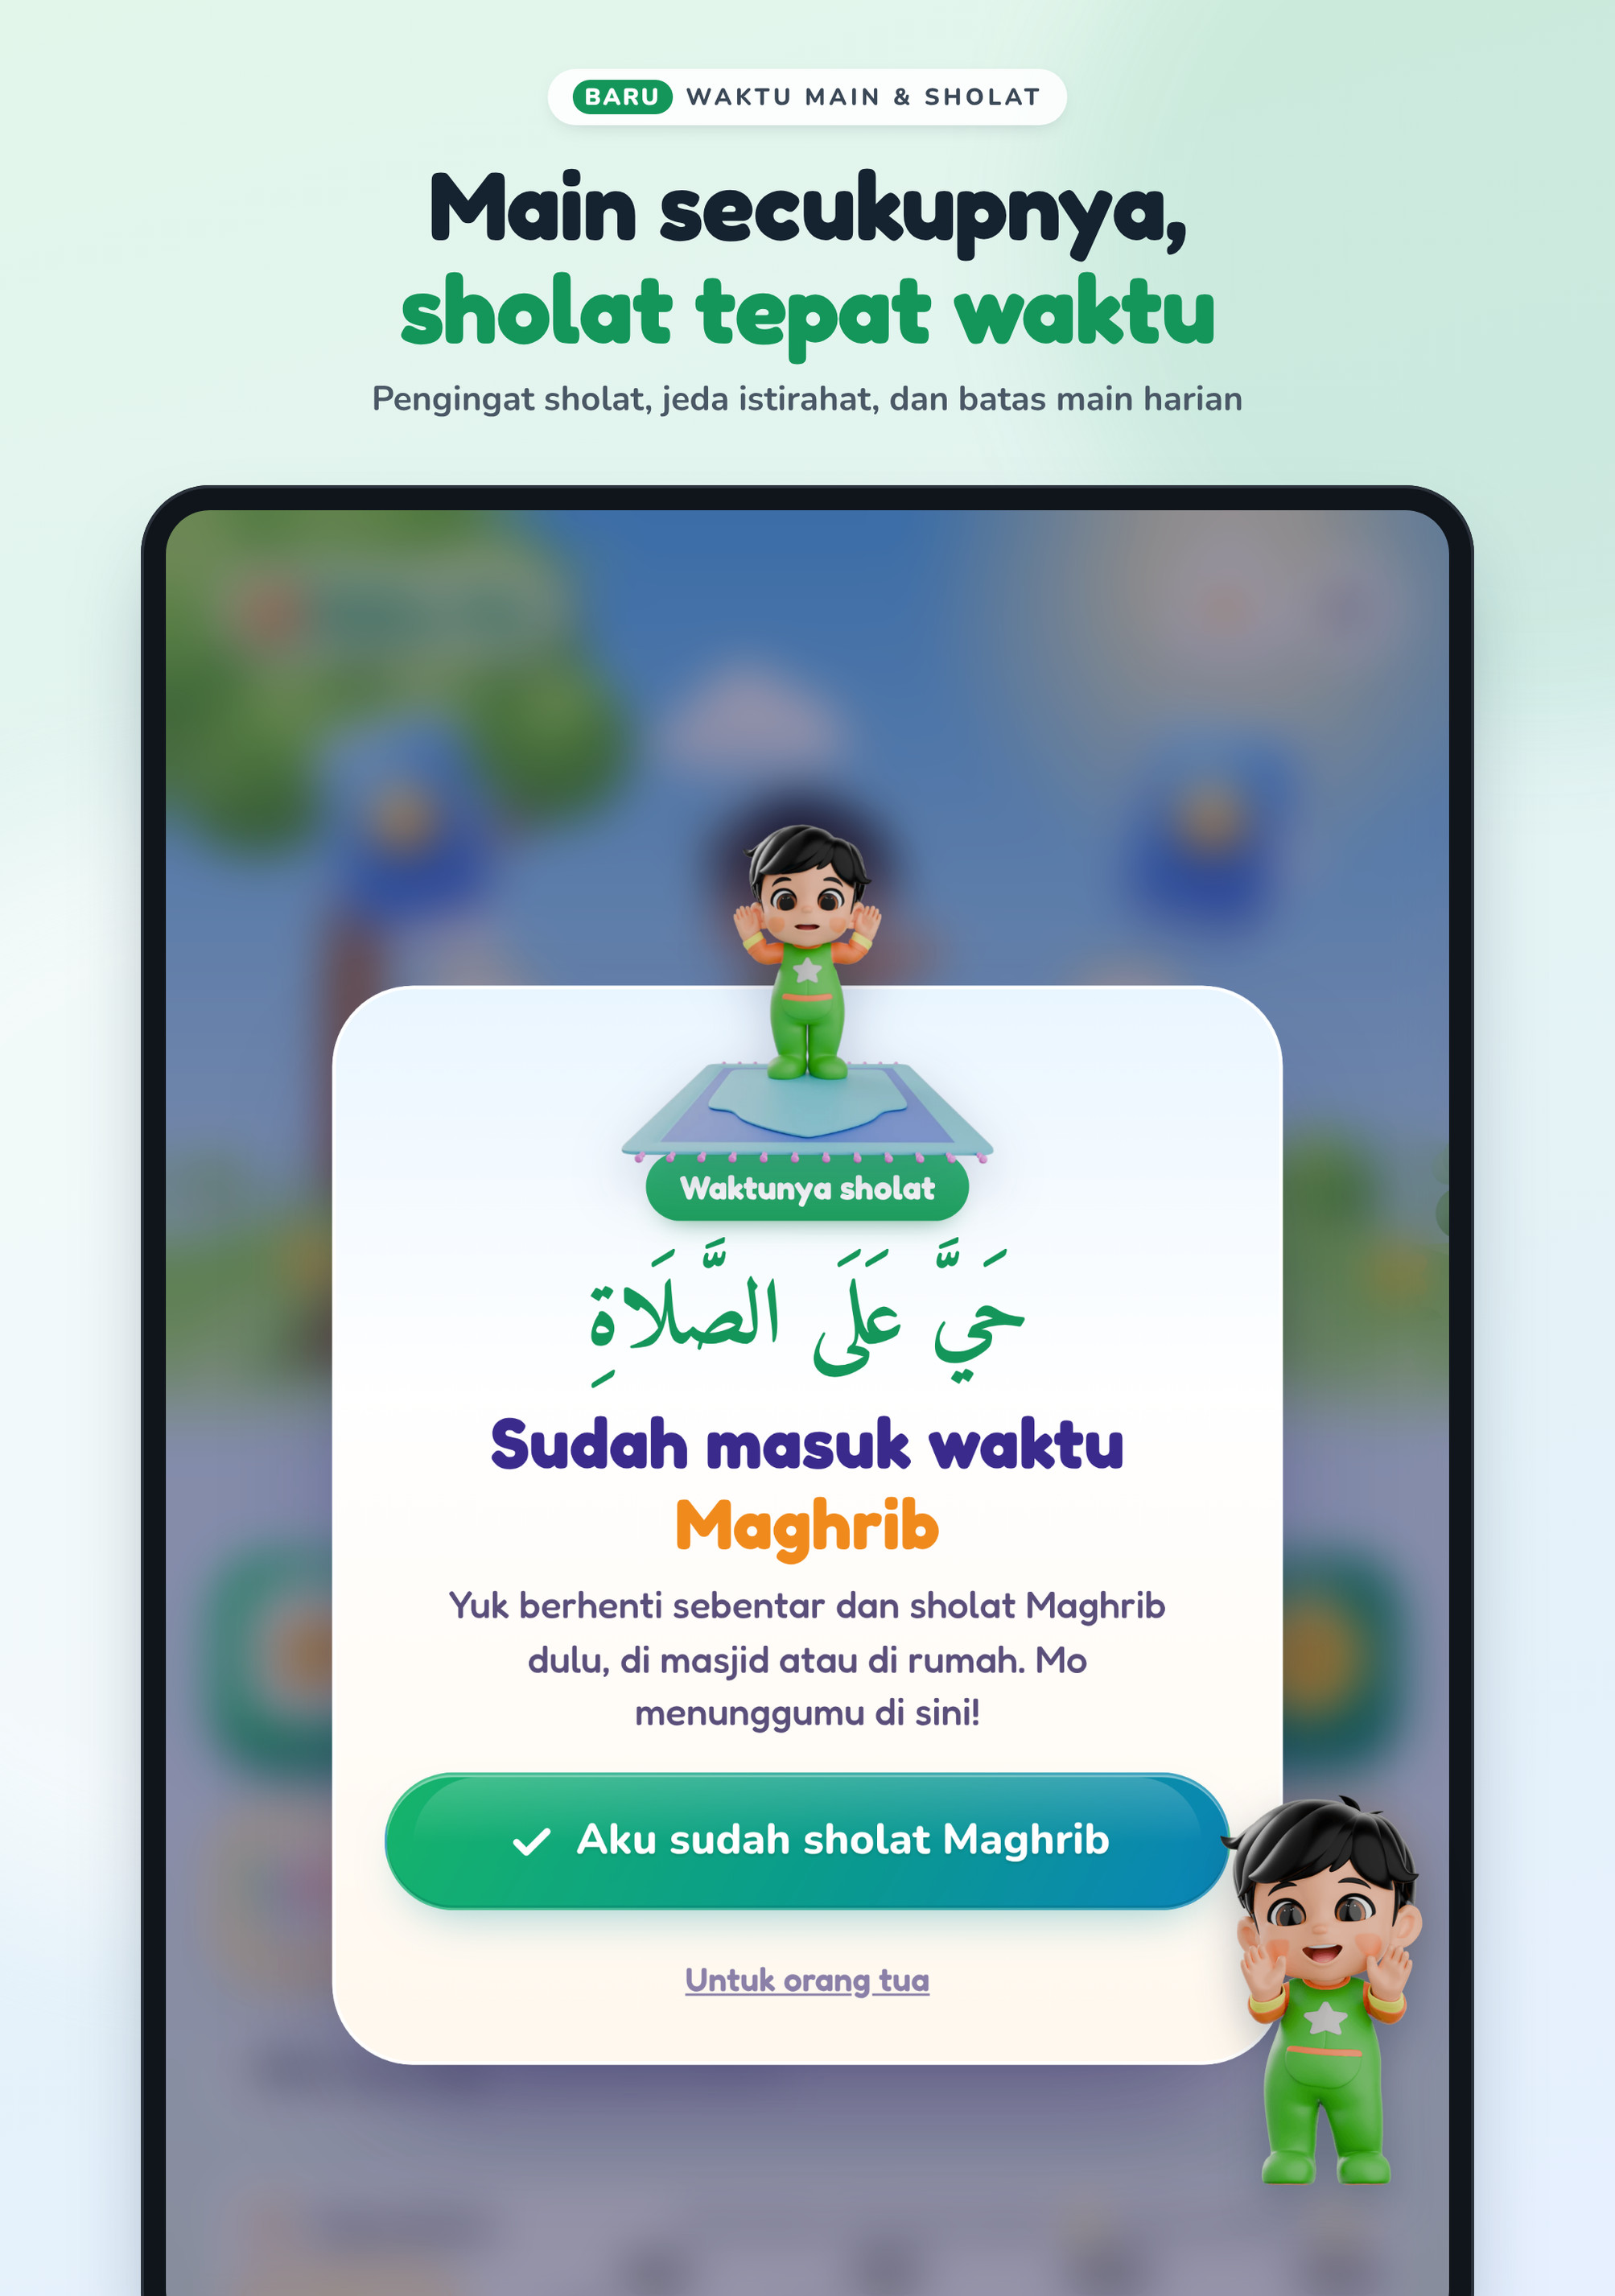 BARU WAKTU MAIN & SHOLAT
Main secukupnya,
sholat tepat waktu
Pengingat sholat, jeda istirahat, dan batas main harian
Waktunya sholat
حَيَّ عَلَى الصَّلَاةِ
Sudah masuk waktu
Maghrib
Yuk berhenti sebentar dan sholat Maghrib
dulu, di masjid atau di rumah. Mo
menunggumu di sini!
Aku sudah sholat Maghrib
Untuk orang tua